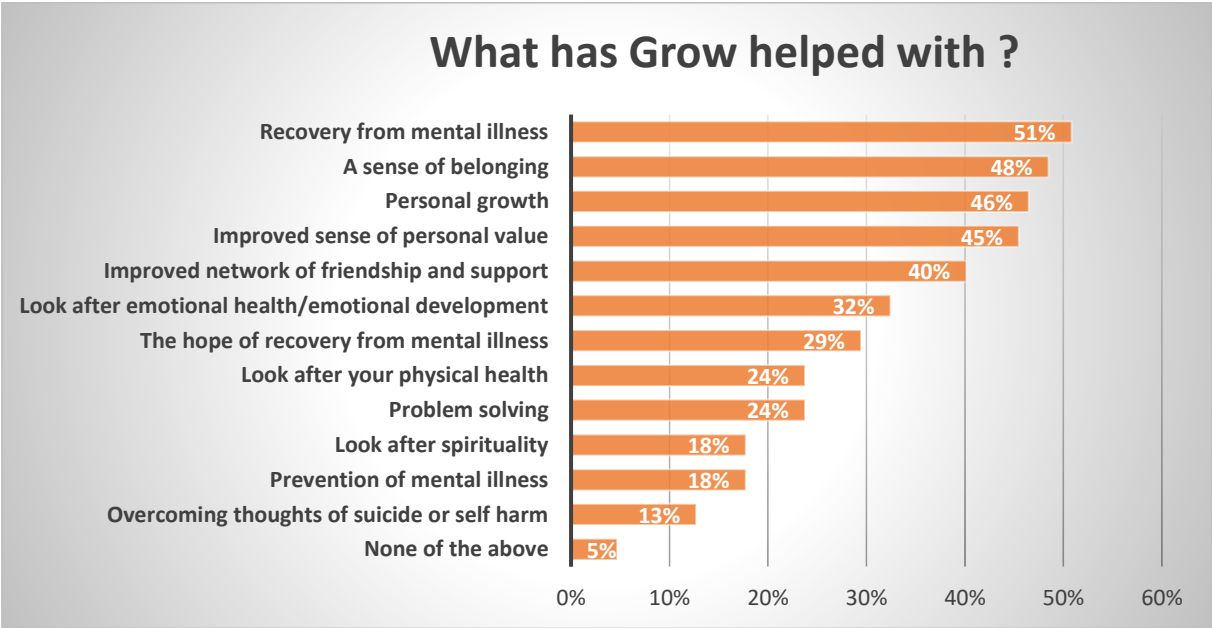 What has Grow helped with ?
Recovery from mental illness 51%
A sense of belonging 48%
Personal growth 46%
Improved sense of personal value 45%
Improved network of friendship and support 40%
Look after emotional health/emotional development 32%
The hope of recovery from mental illness 29%
Look after your physical health 24%
Problem solving 24%
Look after spirituality 18%
Prevention of mental illness 18%
Overcoming thoughts of suicide or self harm 13%
None of the above 5%
0% 10% 20% 30% 40% 50% 60%